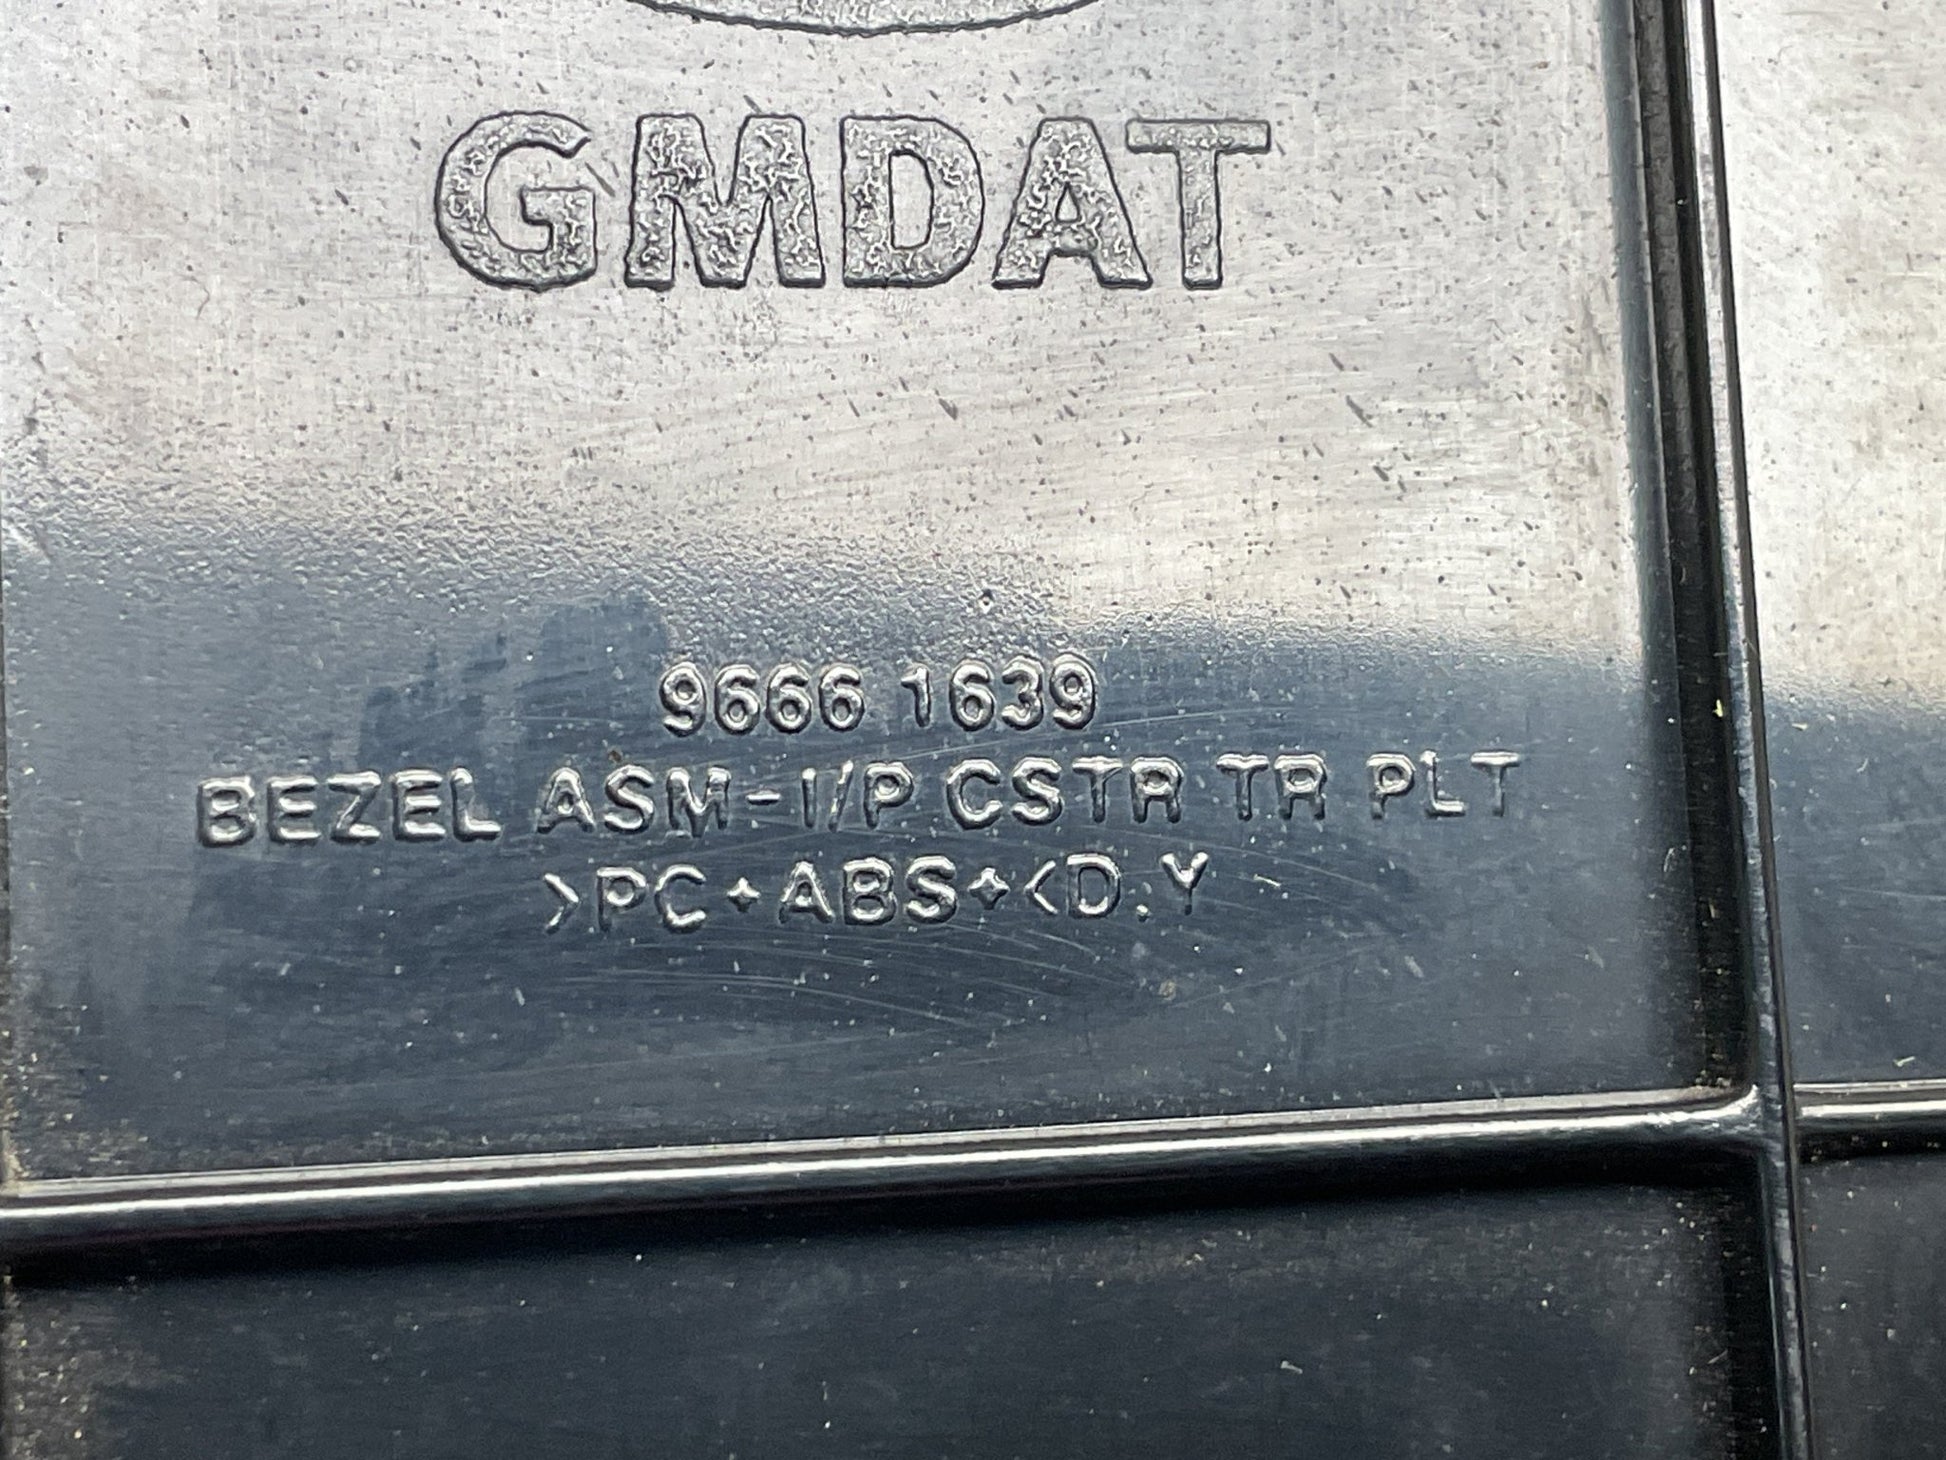 GMDAT
9666 1639
BEZEL ASM-I/P CSTR TR PLT
>PC+ABS+<D.Y